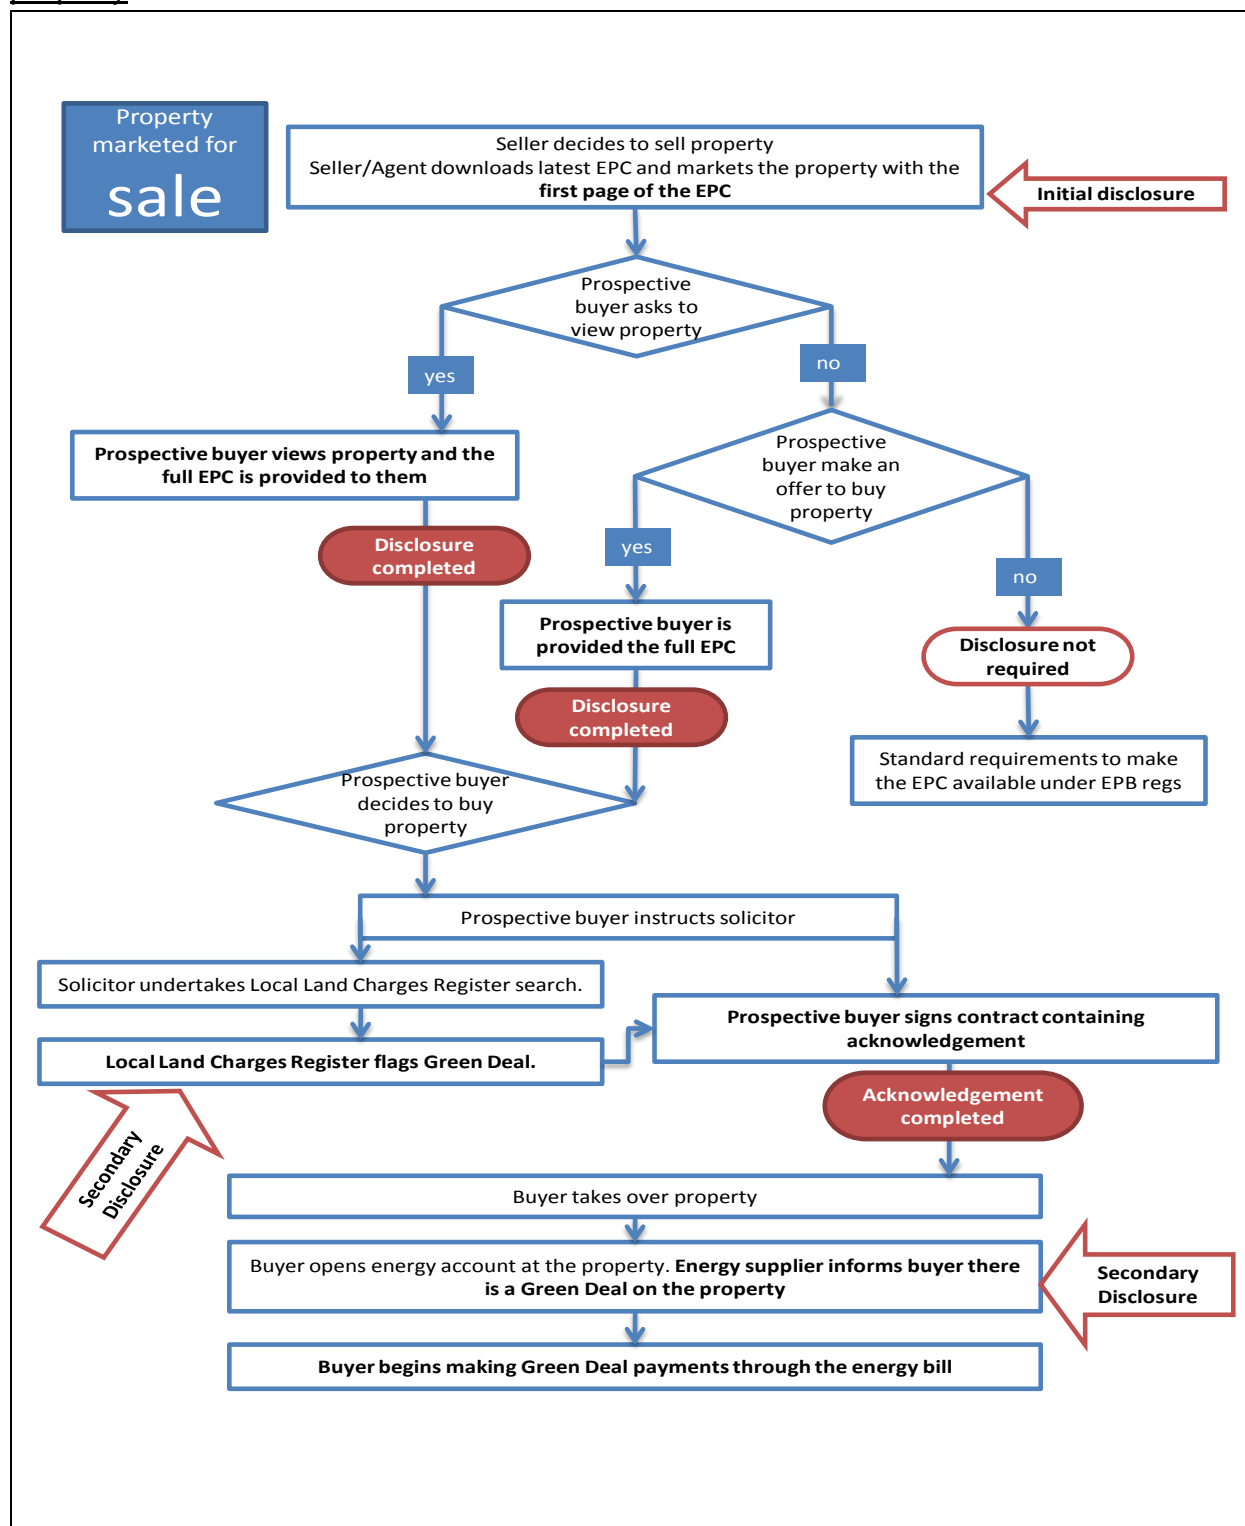 Property
marketed for
sale
Seller decides to sell property
Seller/Agent downloads latest EPC and markets the property with the
first page of the EPC
Initial disclosure
Prospective
buyer asks to
view property
yes
no
Prospective buyer views property and the
full EPC is provided to them
Prospective
buyer make an
offer to buy
property
Disclosure
completed
yes
no
Prospective buyer is
provided the full EPC
Disclosure not
required
Disclosure
completed
Standard requirements to make
the EPC available under EPB regs
Prospective buyer
decides to buy
property
Prospective buyer instructs solicitor
Solicitor undertakes Local Land Charges Register search.
Prospective buyer signs contract containing
acknowledgement
Local Land Charges Register flags Green Deal.
Acknowledgement
completed
Secondary
Disclosure
Buyer takes over property
Buyer opens energy account at the property. Energy supplier informs buyer there
is a Green Deal on the property
Secondary
Disclosure
Buyer begins making Green Deal payments through the energy bill